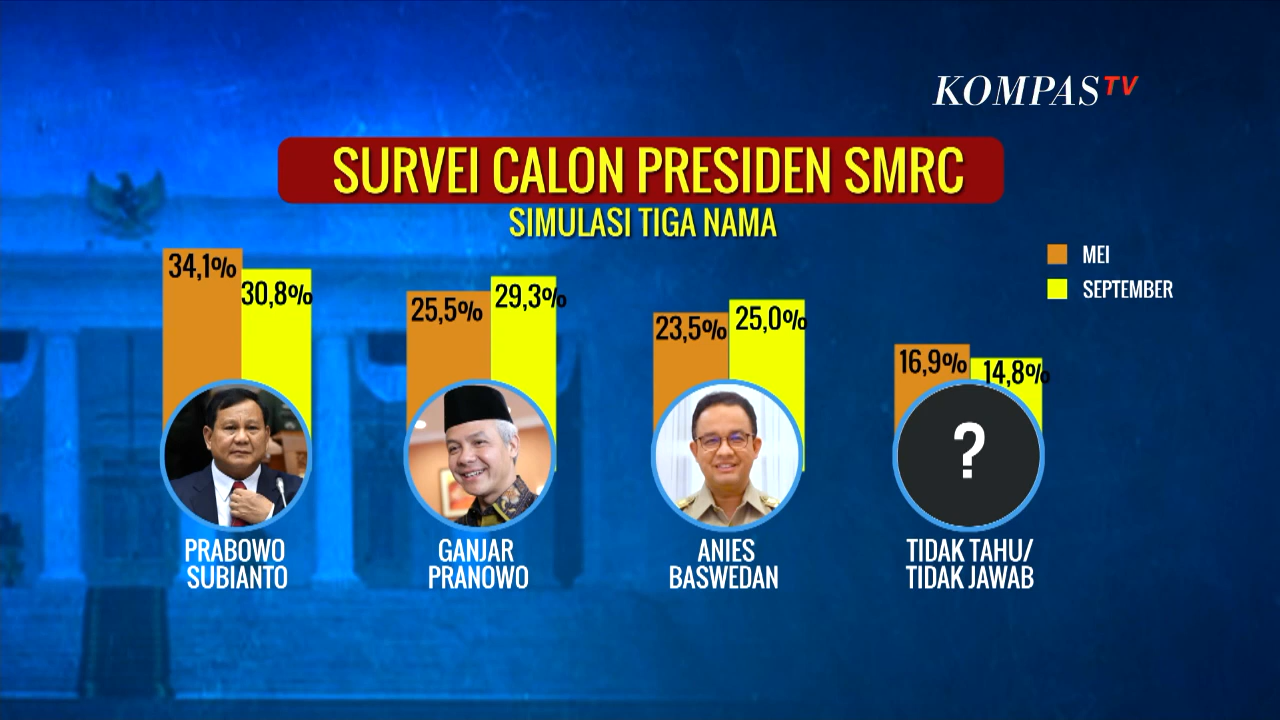 KOMPASTV
SURVEI CALON PRESIDEN SMRC
SIMULASI TIGA NAMA
MEI
SEPTEMBER
34,1%
30,8%
25,5%
29,3%
23,5%
25,0%
16,9%
14,8%
?
PRABOWO
SUBIANTO
GANJAR
PRANOWO
ANIES
BASWEDAN
TIDAK TAHU/
TIDAK JAWAB